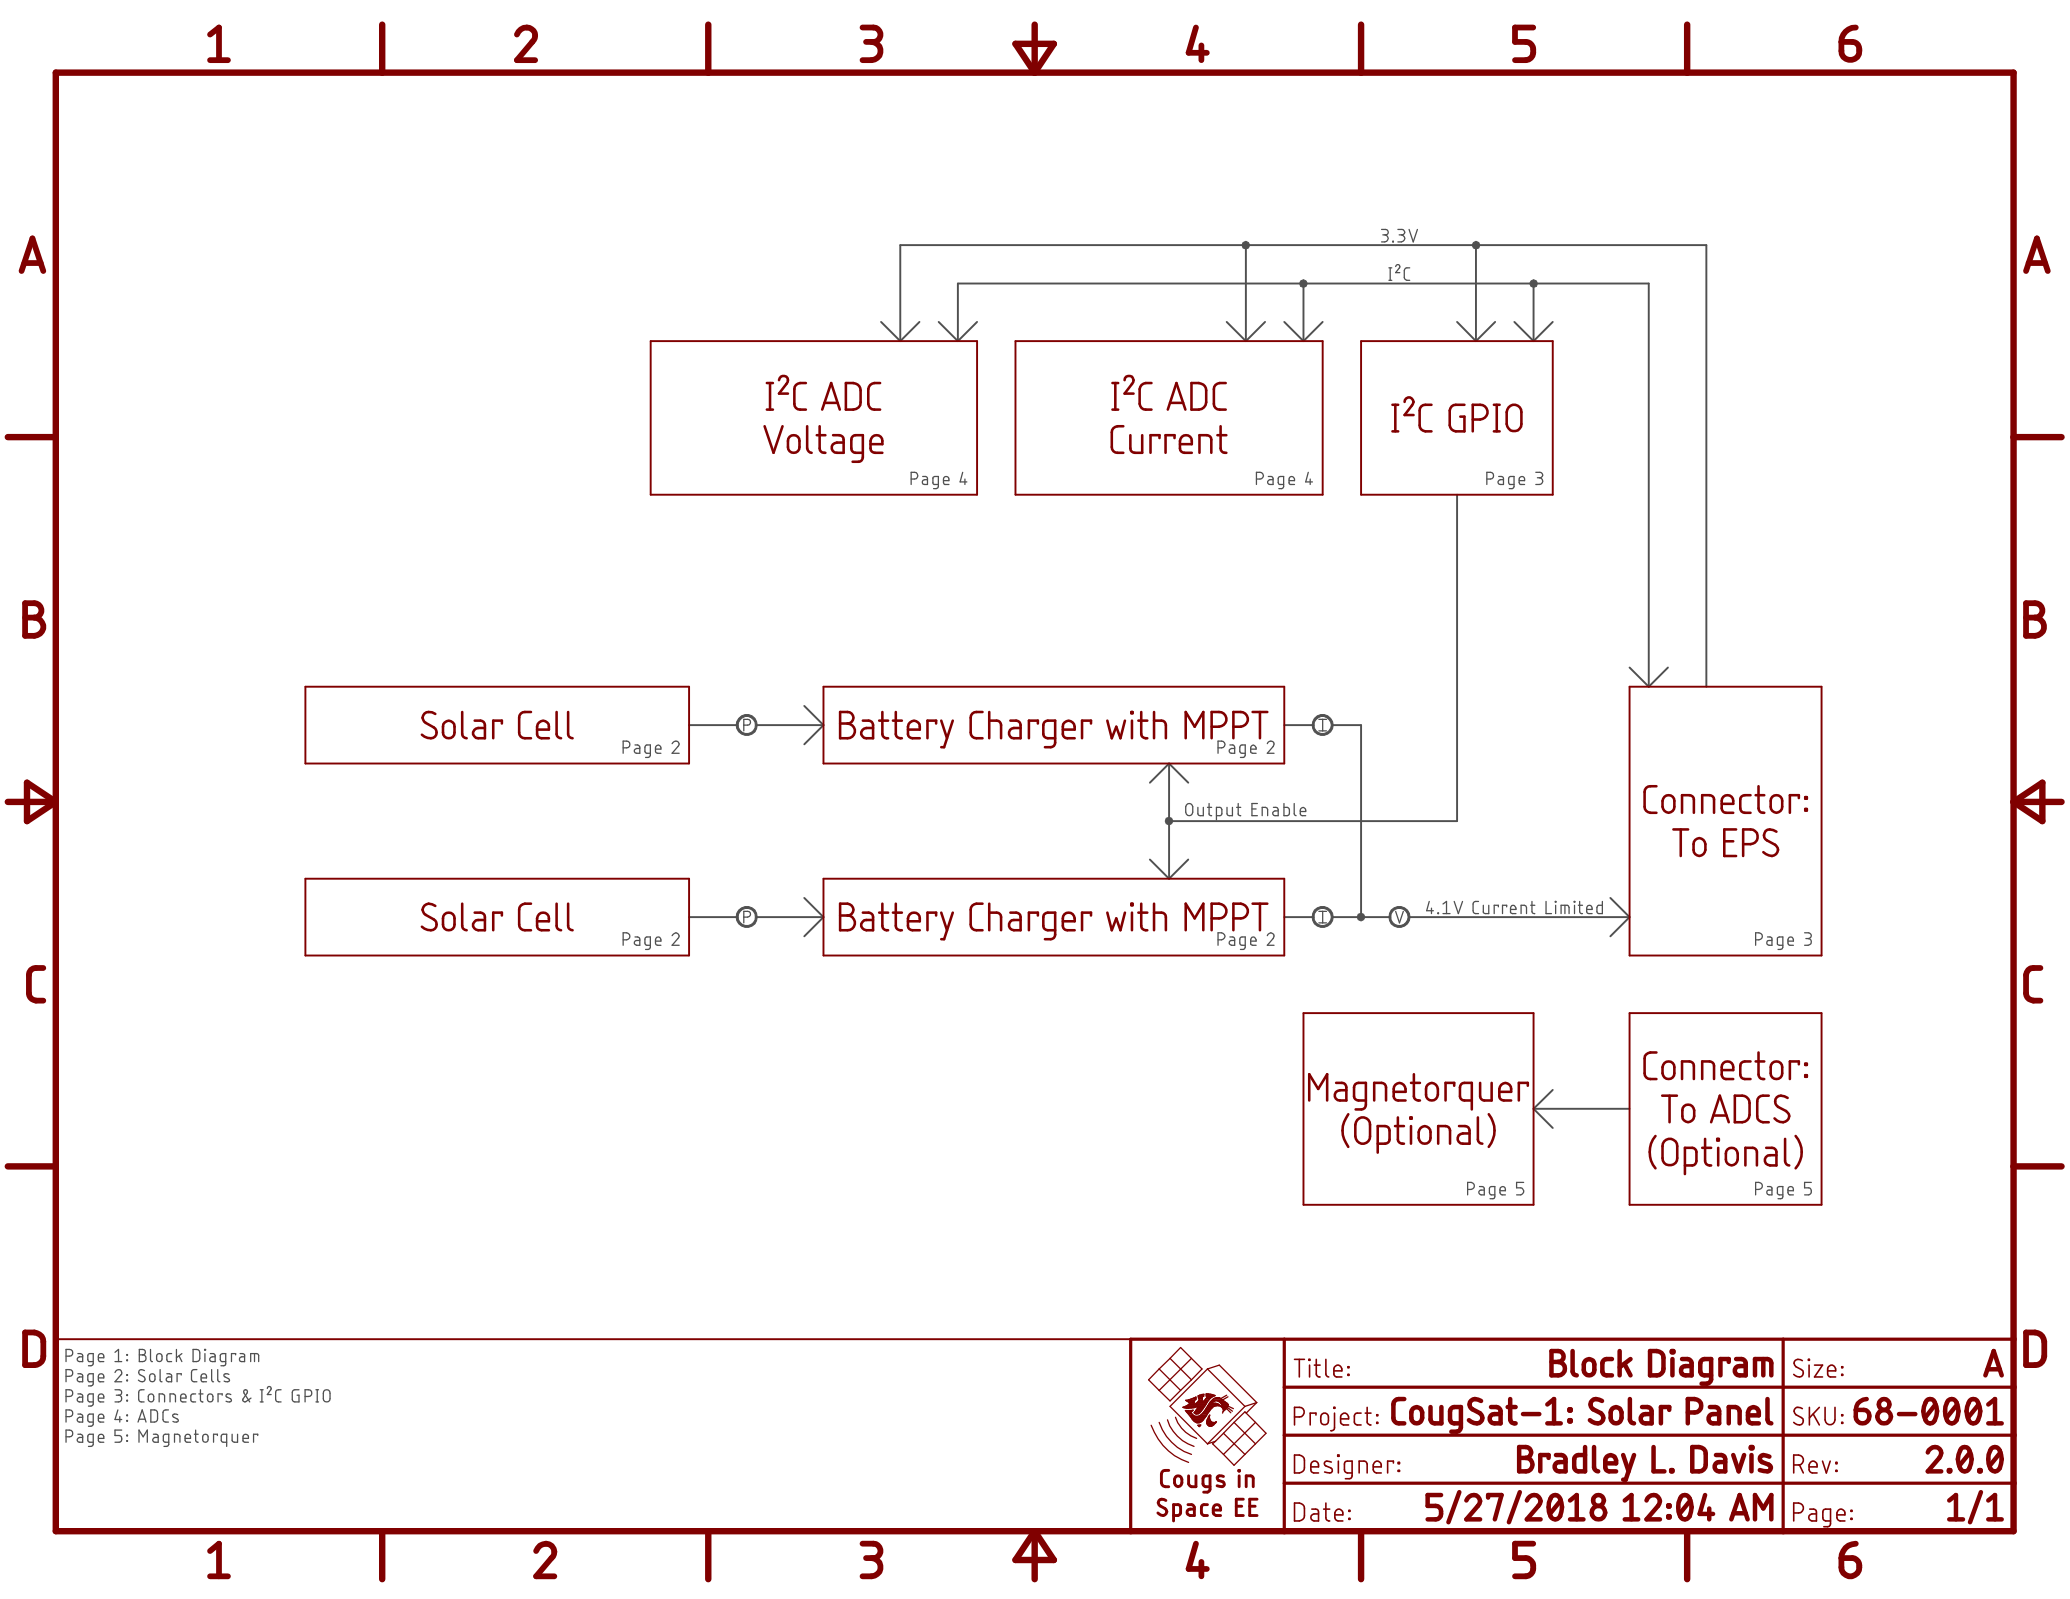 1 2 3 4 5 6
A A
3.3V
I²C
I²C ADC
Voltage
Page 4
I²C ADC
Current
Page 4
I²C GPIO
Page 3
B B
Solar Cell
Page 2
P
Battery Charger with MPPT
Page 2
I
Output Enable
Connector:
To EPS
Page 3
Solar Cell
Page 2
P
Battery Charger with MPPT
Page 2
I
V
4.1V Current Limited
C C
Magnetorquer
(Optional)
Page 5
Connector:
To ADCS
(Optional)
Page 5
D D
Page 1: Block Diagram
Page 2: Solar Cells
Page 3: Connectors & I²C GPIO
Page 4: ADCs
Page 5: Magnetorquer
Cougs in
Space EE
Title: Block Diagram
Size: A
Project: CougSat-1: Solar Panel
SKU: 68-0001
Designer: Bradley L. Davis
Rev: 2.0.0
Date: 5/27/2018 12:04 AM
Page: 1/1
1 2 3 4 5 6